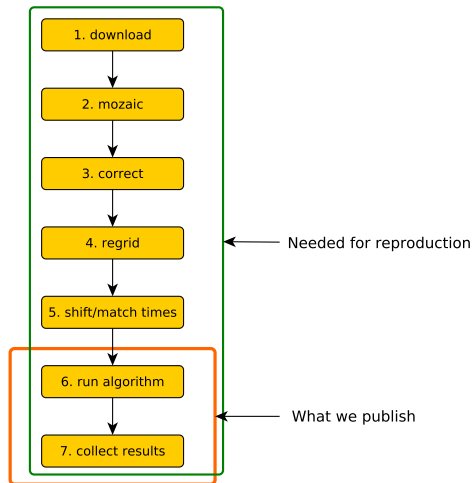 1. download
2. mozaic
3. correct
4. regrid
Needed for reproduction
5. shift/match times
6. run algorithm
What we publish
7. collect results